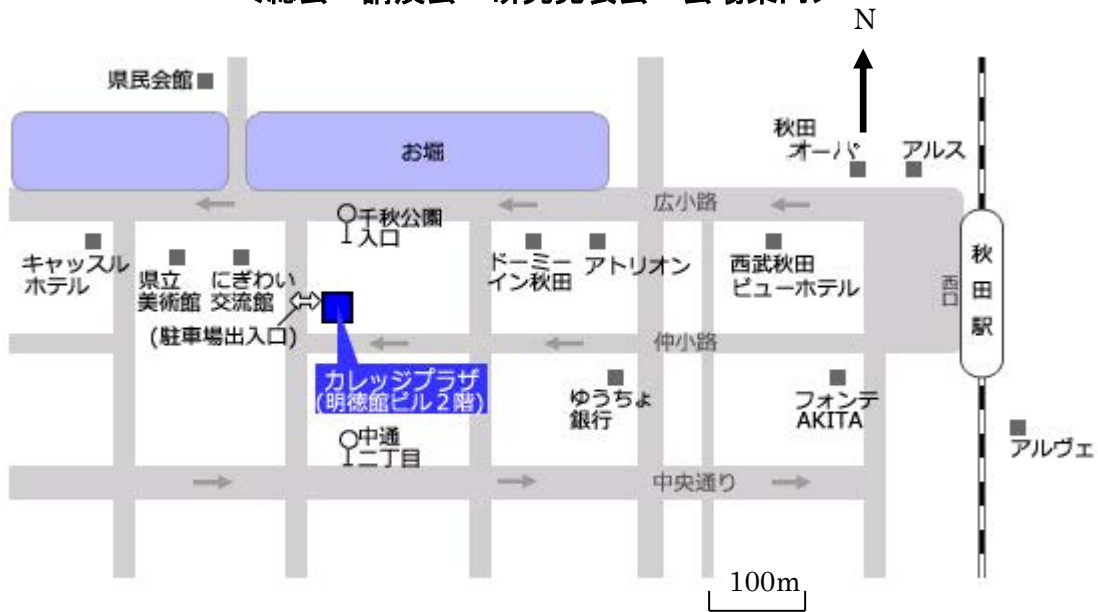 N
県民会館
お堀
秋田
オーパ
アルス
広小路
千秋公園
入口
キャッスル
ホテル
県立
美術館
にぎわい
交流館
(駐車場出入口)
ドーミー
イン秋田
アトリオン
西武秋田
ビューホテル
西口
秋田駅
仲小路
カレッジプラザ
(明徳館ビル2階)
ゆうちょ
銀行
フォンテ
AKITA
アルヴェ
中通
二丁目
中央通り
100m